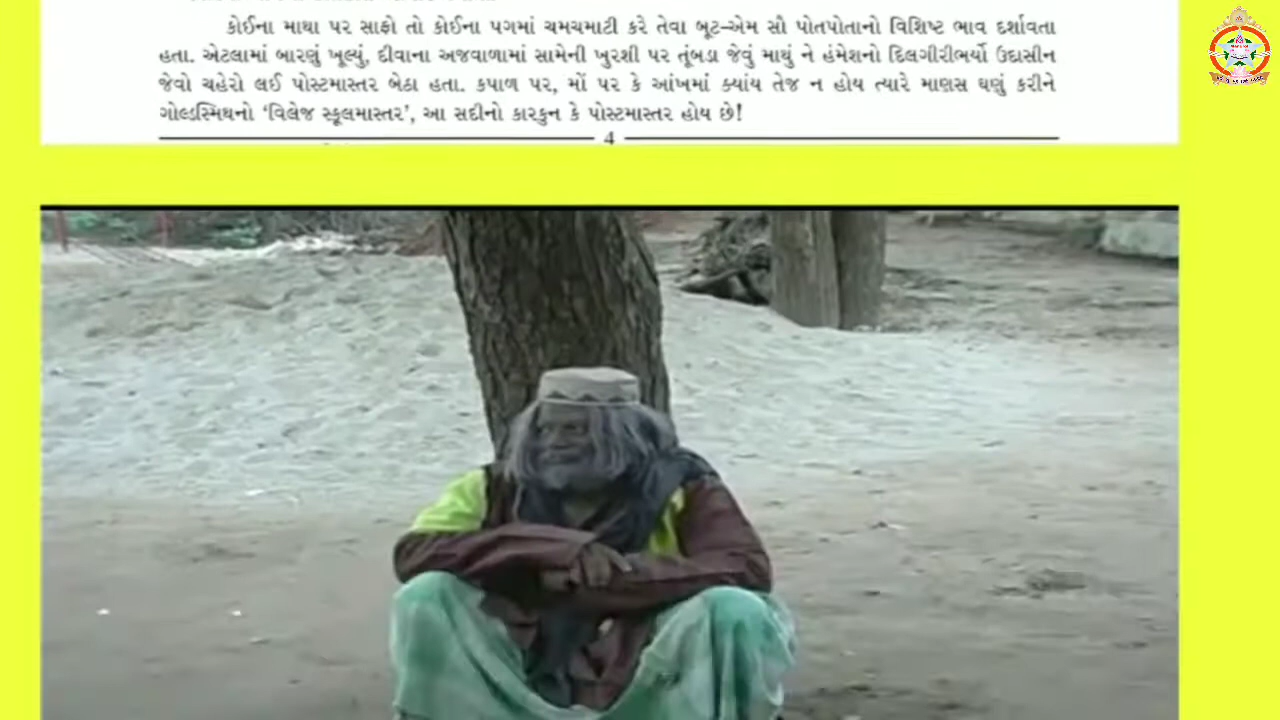 કોઈના માથા પર સાફો તો કોઈના પગમાં ચમચમાટી કરે તેવા બૂટ–એમ સૌ પોતપોતાનો વિશિષ્ટ ભાવ દર્શાવતા
હતા. એટલામાં બારણું ખૂલ્યું, દીવાના અજવાળામાં સામેની ખુરશી પર તૂંબડા જેવું માથું ને હંમેશનો દિલગીરીભર્યો ઉદાસીન
જેવો ચહેરો લઈ પોસ્ટમાસ્તર બેઠા હતા. કપાળ પર, મોં પર કે આંખમાં ક્યાંય તેજ ન હોય ત્યારે માણસ ઘણું કરીને
ગોલ્ડસ્મિથનો ‘વિલેજ સ્કૂલમાસ્તર’, આ સદીનો કારકુન કે પોસ્ટમાસ્તર હોય છે!
4